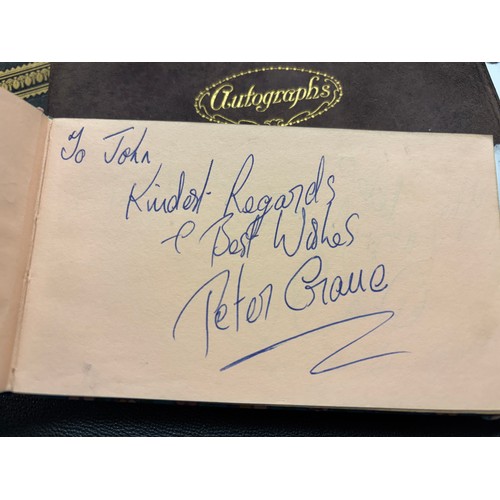 Autographs
To John,
Kindest Regards
& Best Wishes
Peter Crane